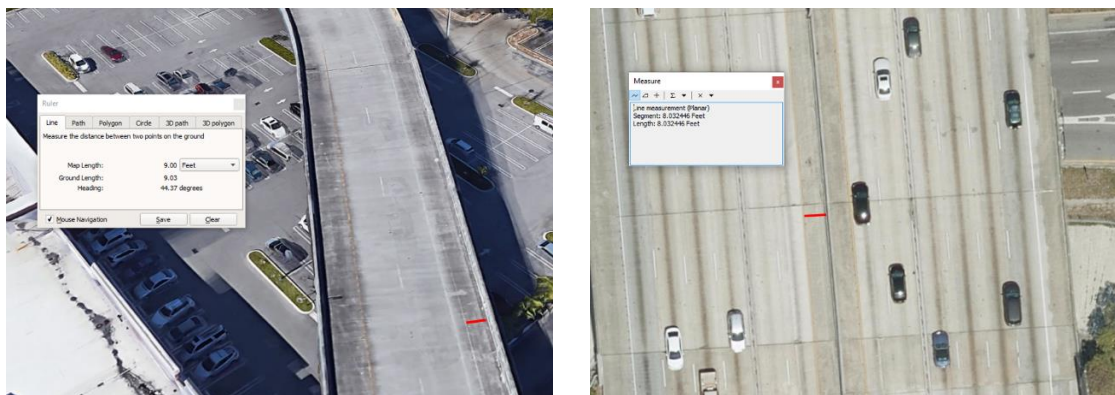 Ruler
Line Path Polygon Circle 3D path 3D polygon
Measure the distance between two points on the ground
Map Length: 9.00 Feet
Ground Length: 9.03
Heading: 44.37 degrees
Mouse Navigation Save Clear
Measure
Line measurement (Planar)
Segment: 8.032446 Feet
Length: 8.032446 Feet